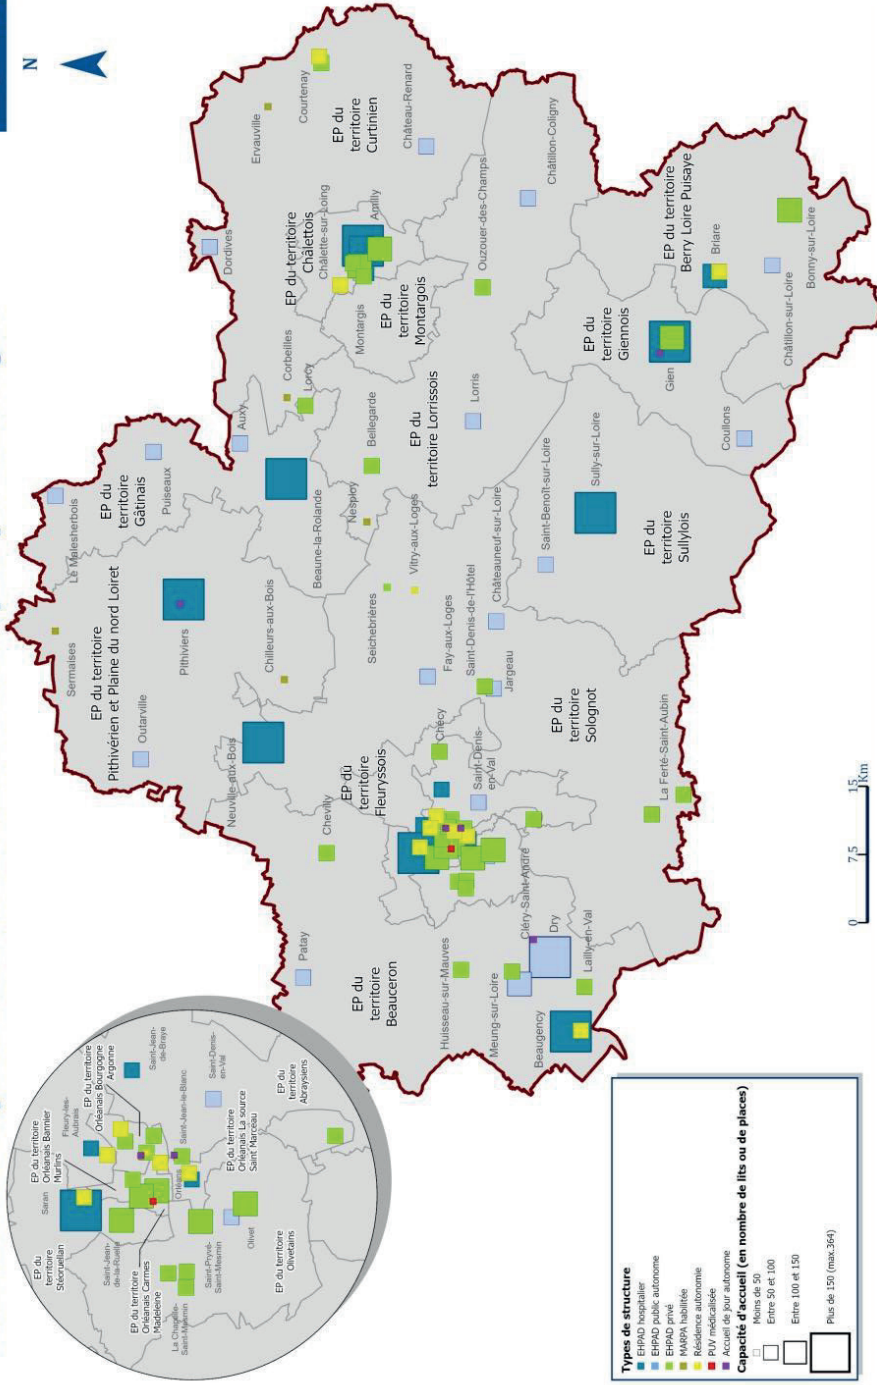 N
Courtenay
Ervauville
EP du
territoire
Curtinien
Château-Renard
Dordives
EP du territoire
Châlettois
Châlette-sur-Loing
Amilly
Montargis
EP du
territoire
Montargois
Ouzouer-des-Champs
Châtillon-Coligny
EP du territoire
Berry Loire Puisaye
Briare
Bonny-sur-Loire
Châtillon-sur-Loire
EP du
territoire
Giennois
Gien
Coullons
Corbeilles
Lorcy
Auxy
Bellegarde
EP du
territoire Lorrissois
Lorris
Le Malesherbois
EP du
territoire
Gâtinais
Puiseaux
Beaune-la-Rolande
Nesploy
Saint-Benoît-sur-Loire
Sully-sur-Loire
EP du
territoire
Sullylois
Sermaises
EP du territoire
Pithivérien et Plaine du nord Loiret
Pithiviers
Outarville
Chilleurs-aux-Bois
Neuville-aux-Bois
Seichebrières
Vitry-aux-Loges
Fay-aux-Loges
Châteauneuf-sur-Loire
Saint-Denis-de-l'Hôtel
Jargeau
EP du
territoire
Solognot
EP du
territoire
Fleuryssois
Chécy
Saint-Denis-
en-Val
La Ferté-Saint-Aubin
Chevilly
Patay
EP du
territoire
Beauceron
Huisseau-sur-Mauves
Meung-sur-Loire
Cléry-Saint-André
Dry
Lailly-en-Val
Beaugency
0
7,5
15
Km
EP du
territoire
Stéoruellan
Saran
EP du territoire
Orléanais Bannier
Murlins
Fleury-les-
Aubrais
EP du territoire
Orléanais Bourgogne
Argonne
Saint-Jean-
de-Braye
Saint-Jean-
de-la-Ruelle
EP du territoire
Orléanais Carmes
Madeleine
Orléans
Saint-Jean-le-Blanc
Saint-Denis-
en-Val
La Chapelle-
Saint-Mesmin
Saint-Pryvé-
Saint-Mesmin
EP du territoire
Orléanais La source
Saint Marceau
Olivet
EP du territoire
Olivetains
EP du
territoire
Abraysiens
Types de structure
EHPAD hospitalier
EHPAD public autonome
EHPAD privé
MARPA habilitée
Résidence autonomie
PUV médicalisée
Accueil de jour autonome
Capacité d'accueil (en nombre de lits ou de places)
Moins de 50
Entre 50 et 100
Entre 100 et 150
Plus de 150 (max.364)